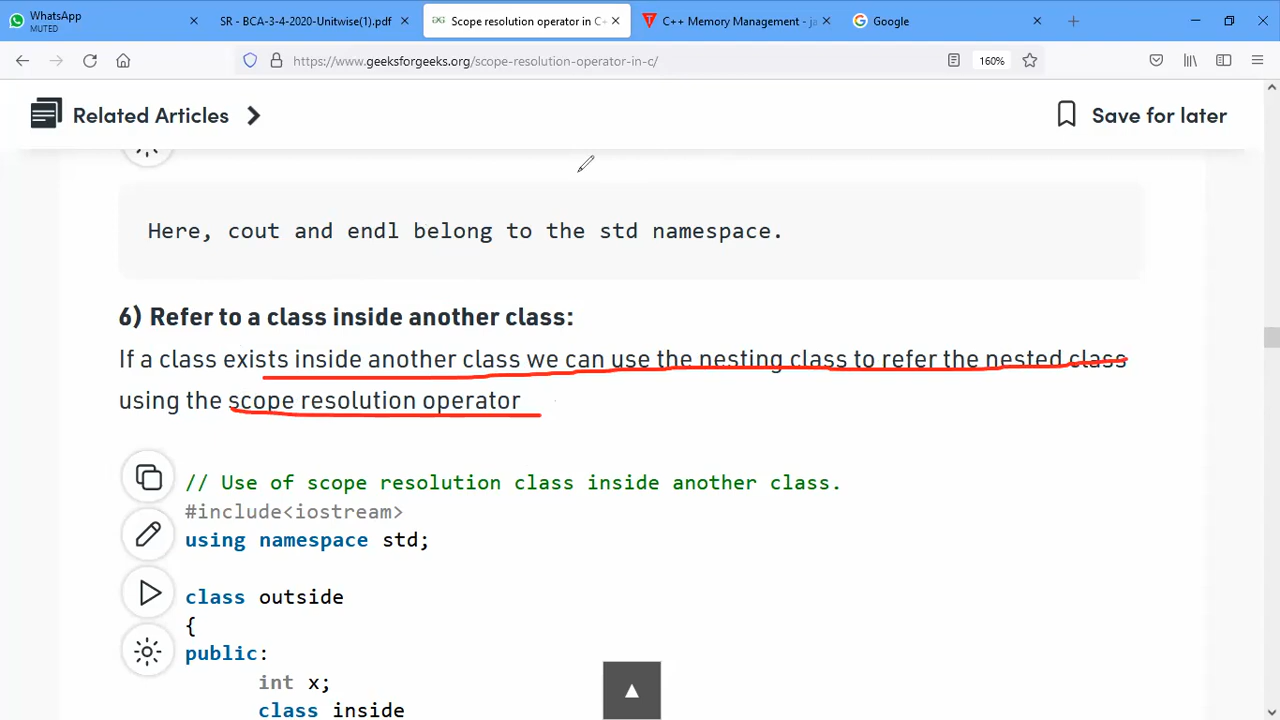 WhatsApp
MUTED
SR - BCA-3-4-2020-Unitwise(1).pdf
Scope resolution operator in C+
C++ Memory Management - ja
Google
https://www.geeksforgeeks.org/scope-resolution-operator-in-c/
160%
Related Articles
Save for later
Here, cout and endl belong to the std namespace.
6) Refer to a class inside another class:
If a class exists inside another class we can use the nesting class to refer the nested class
using the scope resolution operator
// Use of scope resolution class inside another class.
#include<iostream>
using namespace std;
class outside
{
public:
int x;
class inside